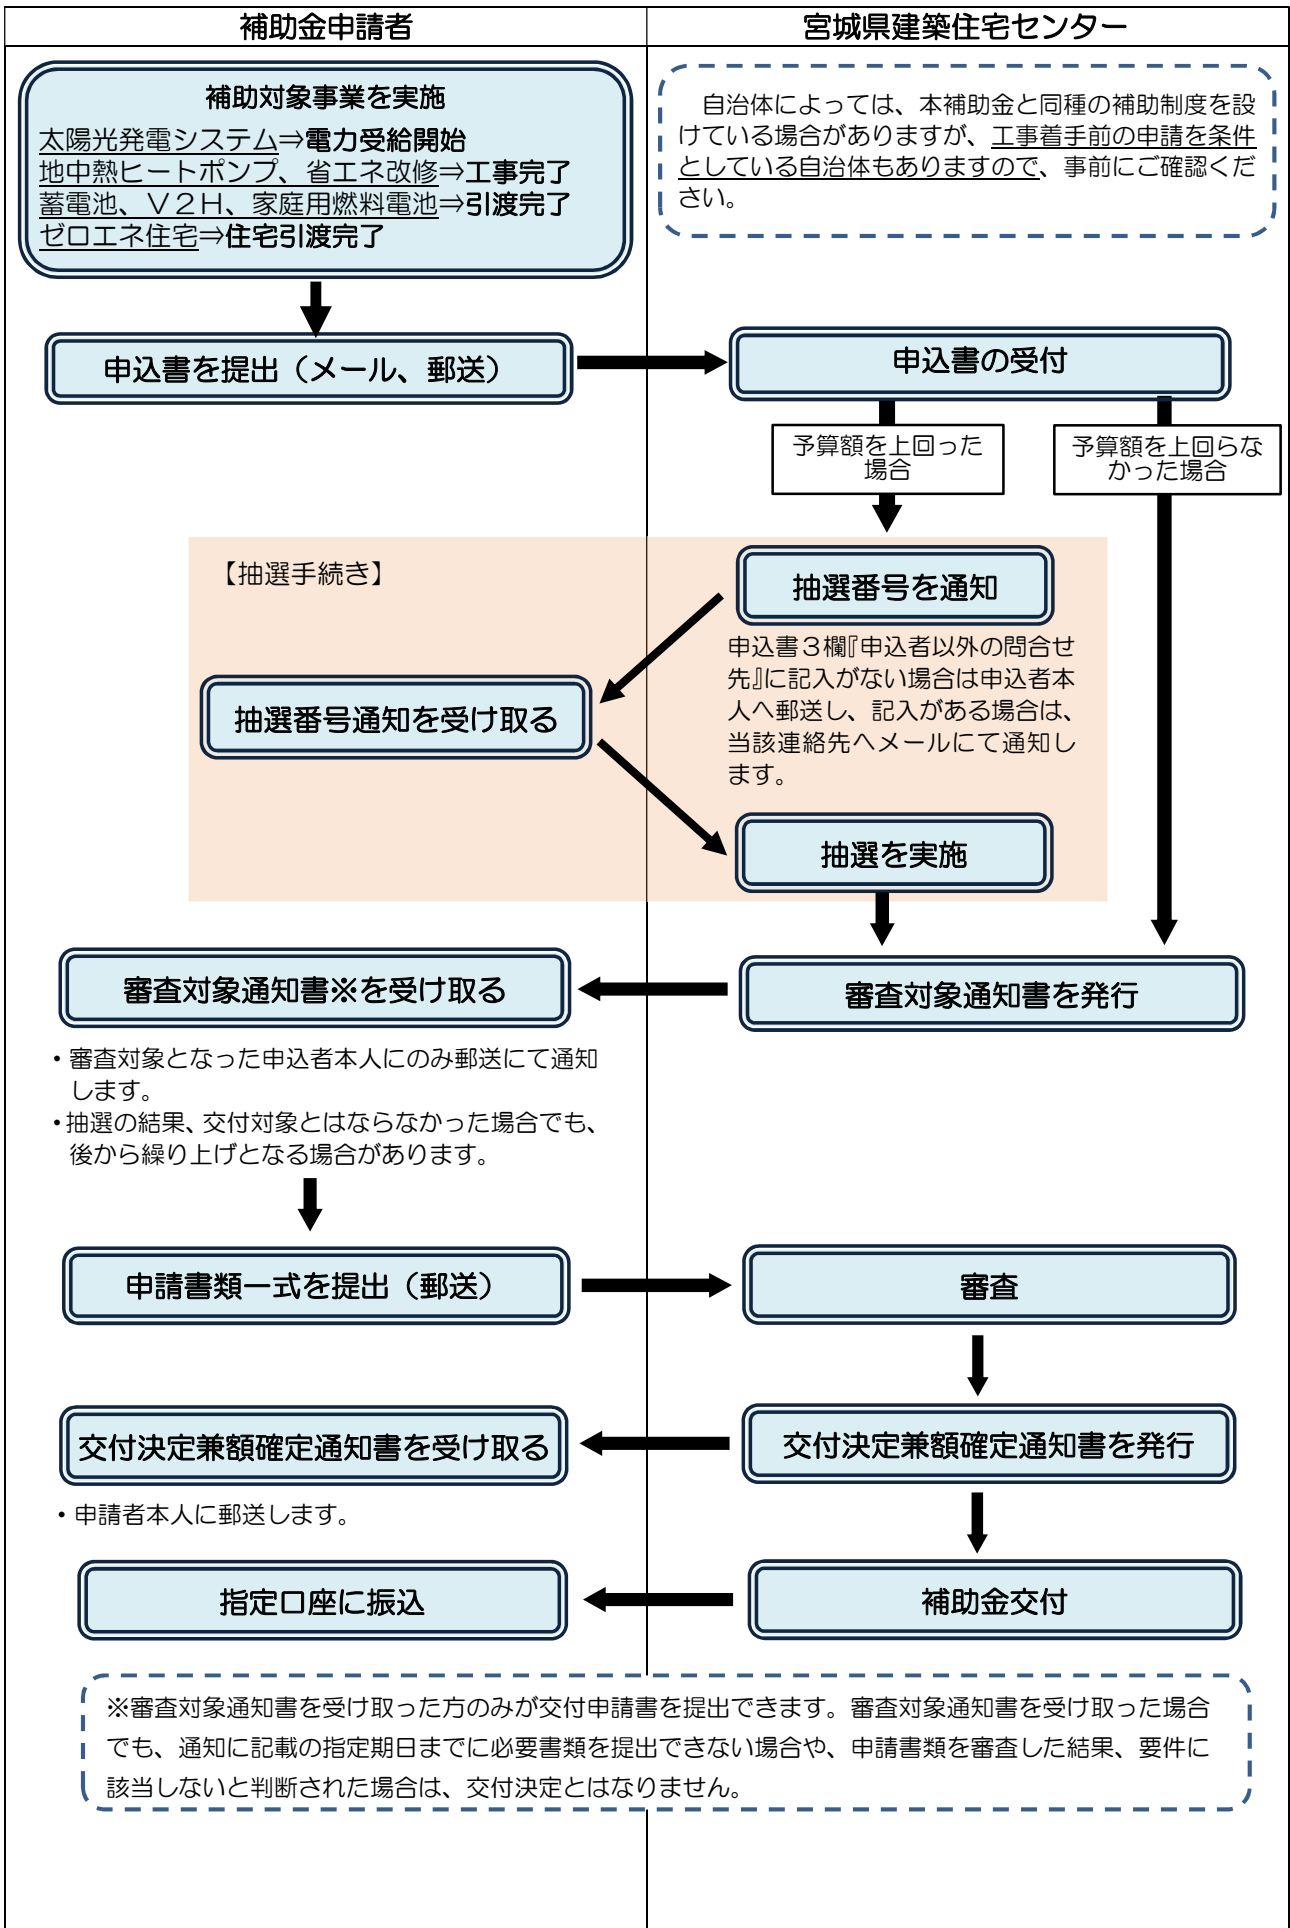 補助金申請者
宮城県建築住宅センター
補助対象事業を実施
太陽光発電システム⇒電力受給開始
地中熱ヒートポンプ、省エネ改修⇒工事完了
蓄電池、V2H、家庭用燃料電池⇒引渡完了
ゼロエネ住宅⇒住宅引渡完了
自治体によっては、本補助金と同種の補助制度を設
けている場合がありますが、工事着手前の申請を条件
としている自治体もありますので、事前にご確認くだ
さい。
申込書を提出（メール、郵送）
申込書の受付
予算額を上回った
場合
予算額を上回らな
かった場合
【抽選手続き】
抽選番号を通知
申込書３欄『申込者以外の問合せ
先』に記入がない場合は申込者本
人へ郵送し、記入がある場合は、
当該連絡先へメールにて通知し
ます。
抽選番号通知を受け取る
抽選を実施
審査対象通知書※を受け取る
審査対象通知書を発行
・審査対象となった申込者本人にのみ郵送にて通知
します。
・抽選の結果、交付対象とはならなかった場合でも、
後から繰り上げとなる場合があります。
申請書類一式を提出（郵送）
審査
交付決定兼額確定通知書を受け取る
交付決定兼額確定通知書を発行
・申請者本人に郵送します。
指定口座に振込
補助金交付
※審査対象通知書を受け取った方のみが交付申請書を提出できます。審査対象通知書を受け取った場合
でも、通知に記載の指定期日までに必要書類を提出できない場合や、申請書類を審査した結果、要件に
該当しないと判断された場合は、交付決定とはなりません。